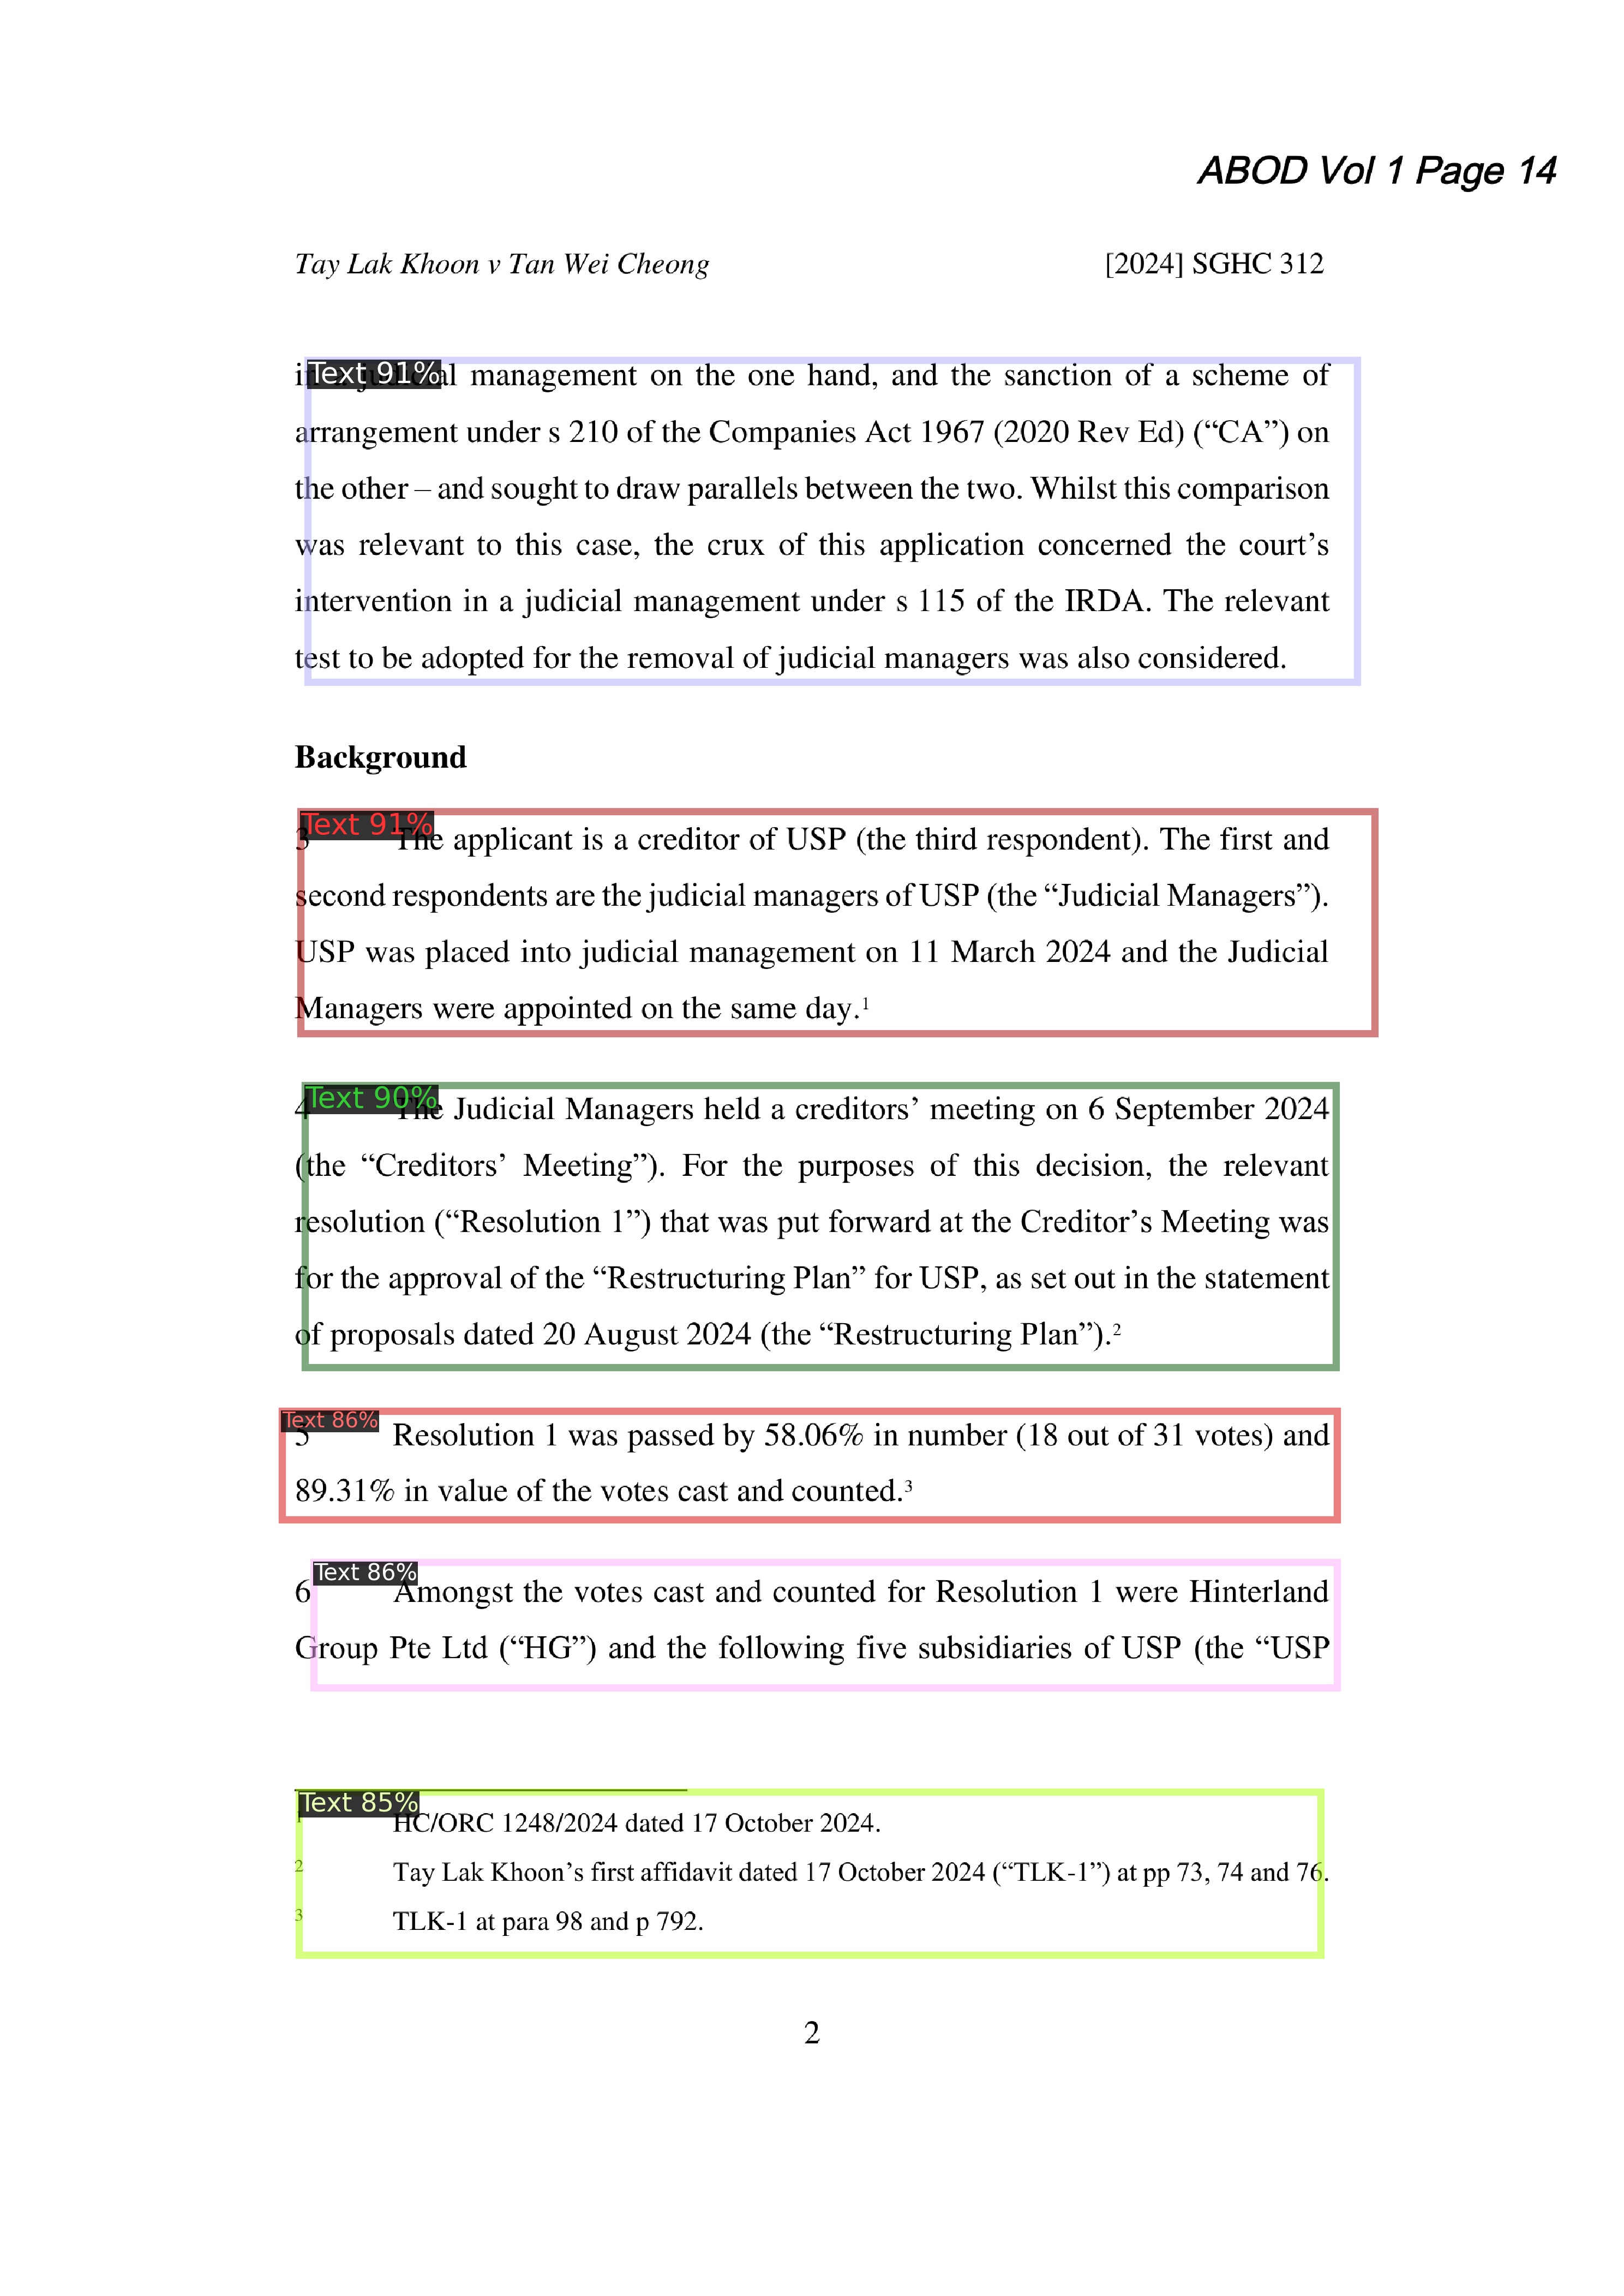 ABOD Vol 1 Page 14
Tay Lak Khoon v Tan Wei Cheong [2024] SGHC 312
Text 91%
management on the one hand, and the sanction of a scheme of
arrangement under s 210 of the Companies Act 1967 (2020 Rev Ed) (“CA”) on
the other – and sought to draw parallels between the two. Whilst this comparison
was relevant to this case, the crux of this application concerned the court’s
intervention in a judicial management under s 115 of the IRDA. The relevant
test to be adopted for the removal of judicial managers was also considered.
Background
Text 91%
3 The applicant is a creditor of USP (the third respondent). The first and
second respondents are the judicial managers of USP (the “Judicial Managers”).
USP was placed into judicial management on 11 March 2024 and the Judicial
Managers were appointed on the same day.1
Text 90%
4 The Judicial Managers held a creditors’ meeting on 6 September 2024
(the “Creditors’ Meeting”). For the purposes of this decision, the relevant
resolution (“Resolution 1”) that was put forward at the Creditor’s Meeting was
for the approval of the “Restructuring Plan” for USP, as set out in the statement
of proposals dated 20 August 2024 (the “Restructuring Plan”).2
Text 86%
5 Resolution 1 was passed by 58.06% in number (18 out of 31 votes) and
89.31% in value of the votes cast and counted.3
Text 86%
6 Amongst the votes cast and counted for Resolution 1 were Hinterland
Group Pte Ltd (“HG”) and the following five subsidiaries of USP (the “USP
Text 85%
1 HC/ORC 1248/2024 dated 17 October 2024.
2 Tay Lak Khoon’s first affidavit dated 17 October 2024 (“TLK-1”) at pp 73, 74 and 76.
3 TLK-1 at para 98 and p 792.
2